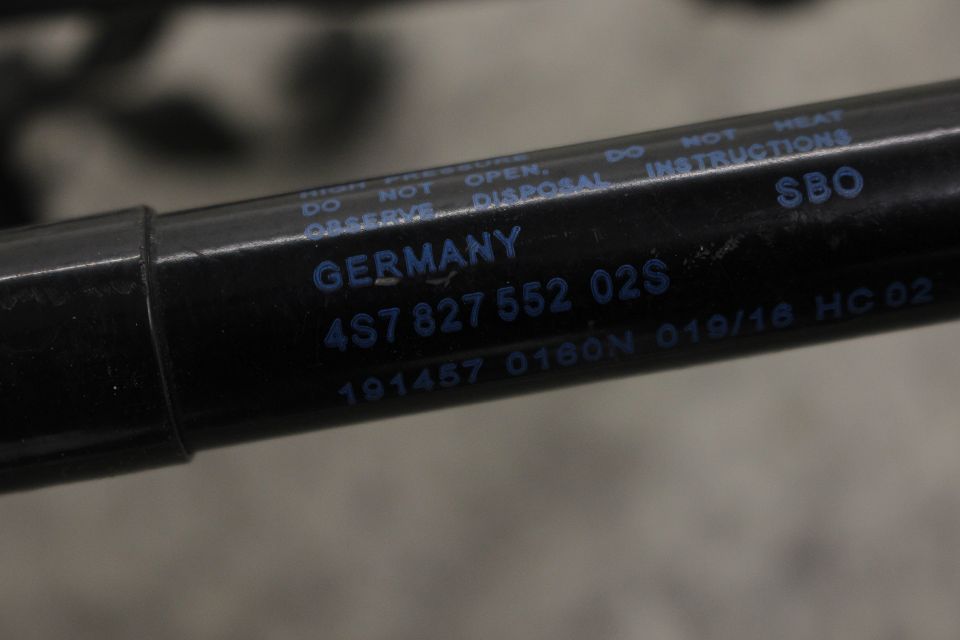 HIGH PRESSURE
DO NOT OPEN. DO NOT HEAT
OBSERVE DISPOSAL INSTRUCTIONS
GERMANY SBO
4S7 827 552 02S
191457 0160N 019/16 HC 02